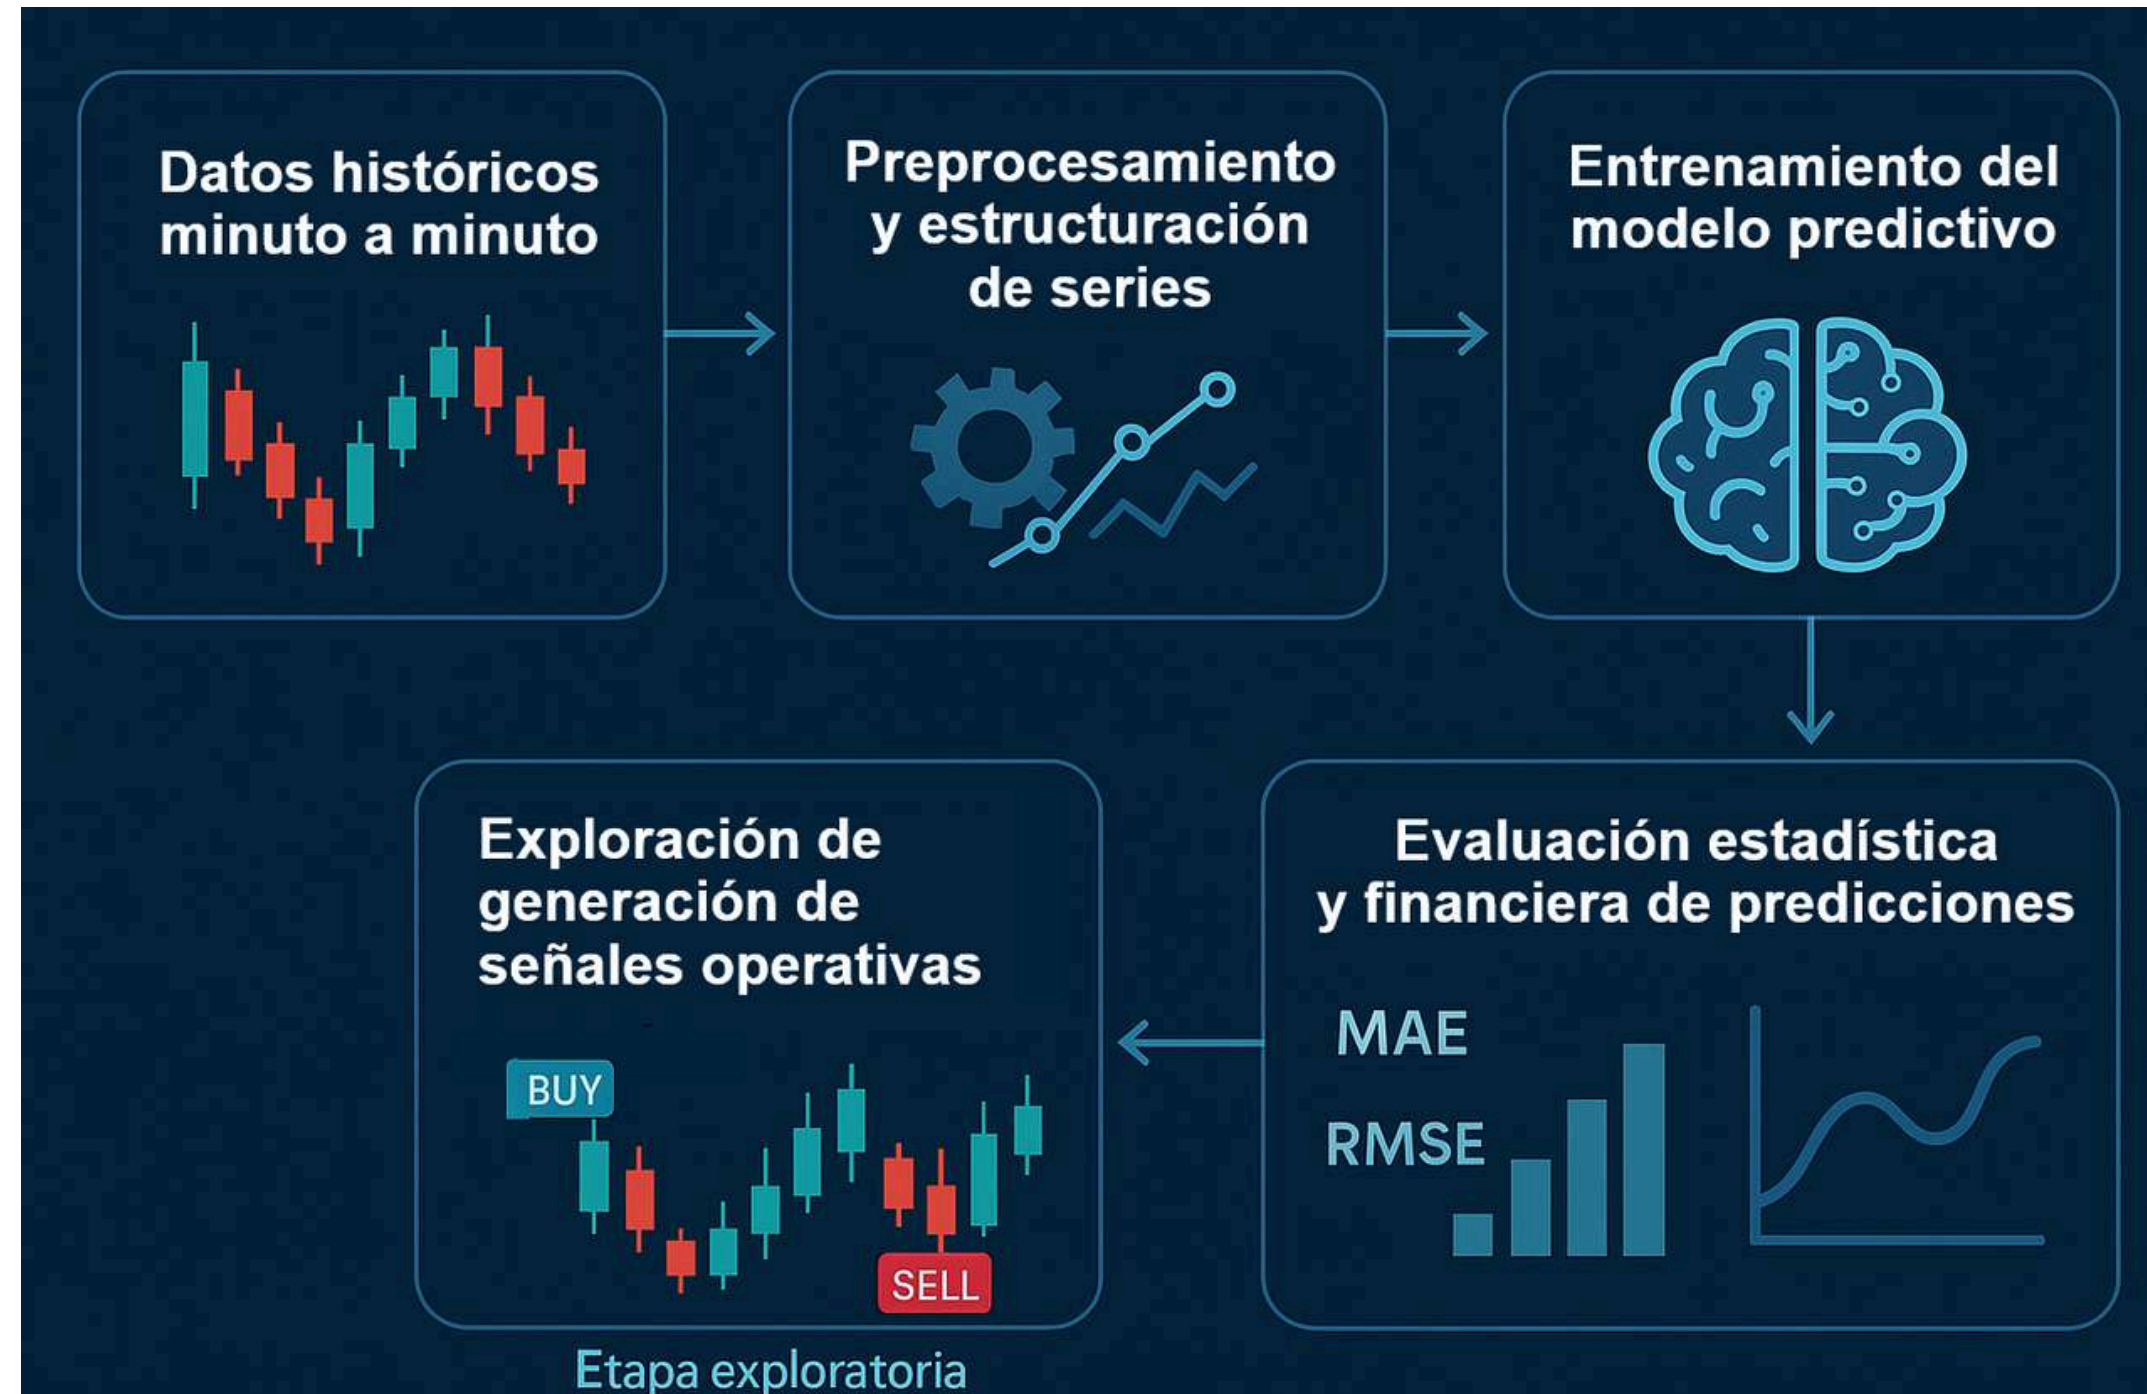 Datos históricos
minuto a minuto
Preprocesamiento
y estructuración
de series
Entrenamiento del
modelo predictivo
Evaluación estadística
y financiera de predicciones
MAE
RMSE
Exploración de
generación de
señales operativas
BUY
SELL
Etapa exploratoria